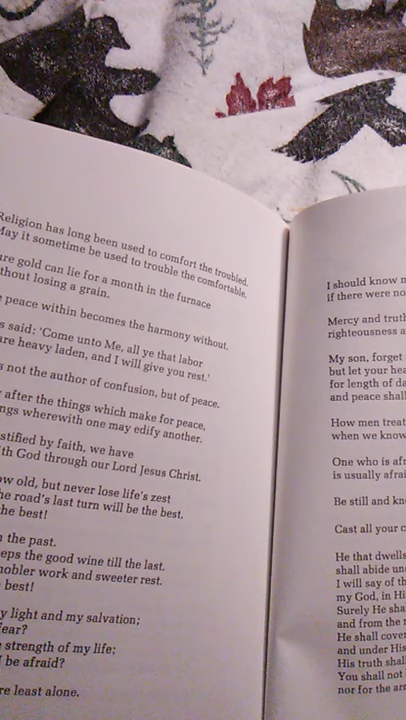 Religion has long been used to comfort the troubled.
May it sometime be used to trouble the comfortable.
ure gold can lie for a month in the furnace
thout losing a grain.
e peace within becomes the harmony without.
s said; 'Come unto Me, all ye that labor
are heavy laden, and I will give you rest.'
s not the author of confusion, but of peace.
after the things which make for peace,
ngs wherewith one may edify another.
stified by faith, we have
th God through our Lord Jesus Christ.
ow old, but never lose life's zest
he road's last turn will be the best.
the best!
n the past.
eeps the good wine till the last.
nobler work and sweeter rest.
best!
y light and my salvation;
fear?
e strength of my life;
I be afraid?
re least alone.
I should know n
if there were no
Mercy and truth
righteousness a
My son, forget
but let your hea
for length of da
and peace shall
How men treat
when we know
One who is afr
is usually afrai
Be still and kn
Cast all your c
He that dwells
shall abide und
I will say of th
my God, in Hi
Surely He sha
and from the n
He shall cover
and under His
His truth shall
You shall not
nor for the arr